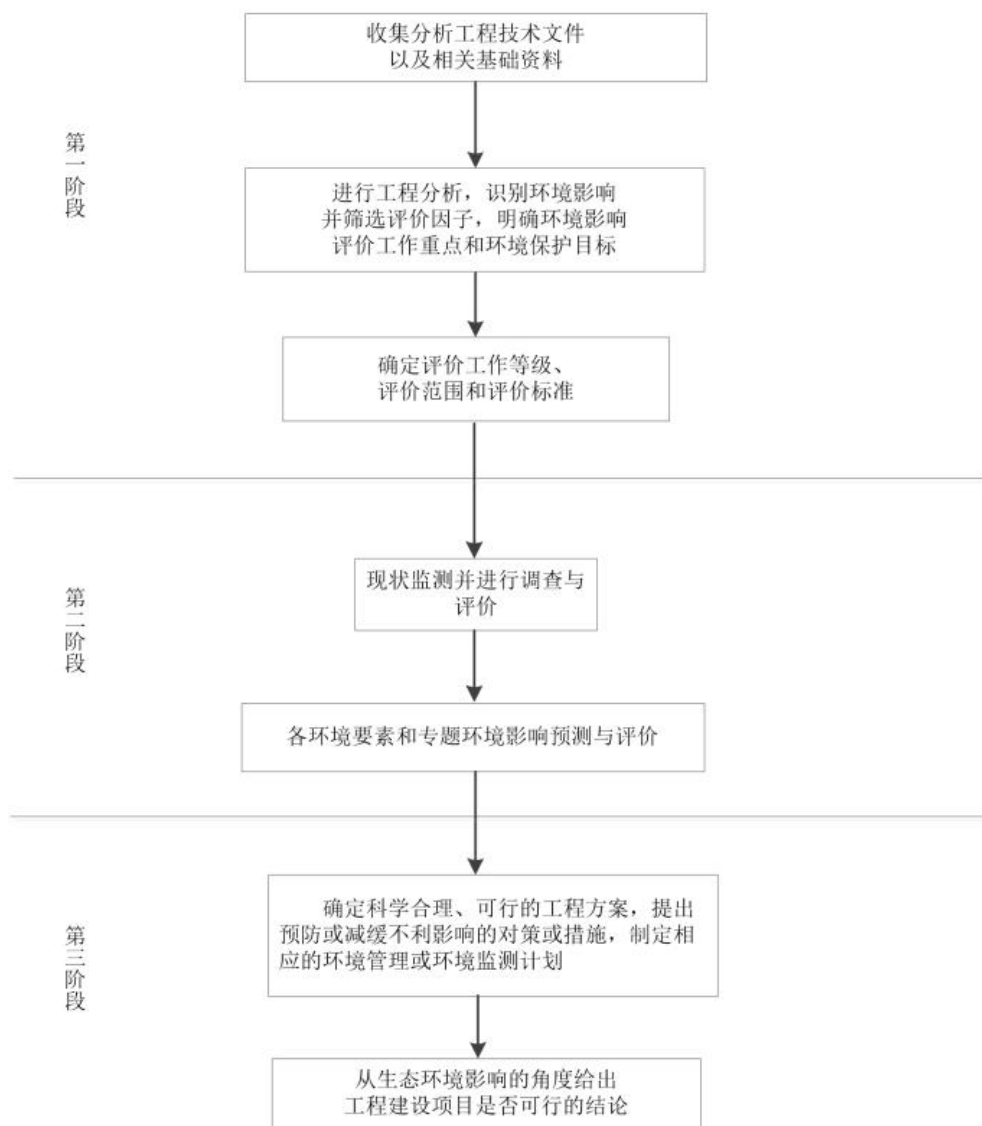 收集分析工程技术文件
以及相关基础资料
第一阶段
进行工程分析，识别环境影响
并筛选评价因子，明确环境影响
评价工作重点和环境保护目标
确定评价工作等级、
评价范围和评价标准
现状监测并进行调查与
评价
第二阶段
各环境要素和专题环境影响预测与评价
确定科学合理、可行的工程方案，提出
预防或减缓不利影响的对策或措施，制定相
应的环境管理或环境监测计划
第三阶段
从生态环境影响的角度给出
工程建设项目是否可行的结论